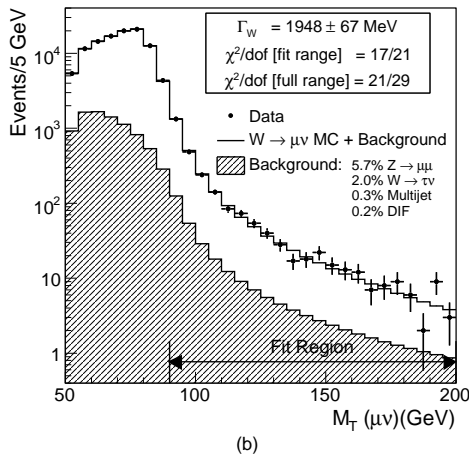 Γ_W = 1948 ± 67 MeV
χ²/dof [fit range] = 17/21
χ²/dof [full range] = 21/29
Data
W → μν MC + Background
Background: 5.7% Z → μμ
2.0% W → τν
0.3% Multijet
0.2% DIF
Events/5 GeV
10⁴
10³
10²
10
1
Fit Region
50 100 150 200
M_T (μν)(GeV)
(b)